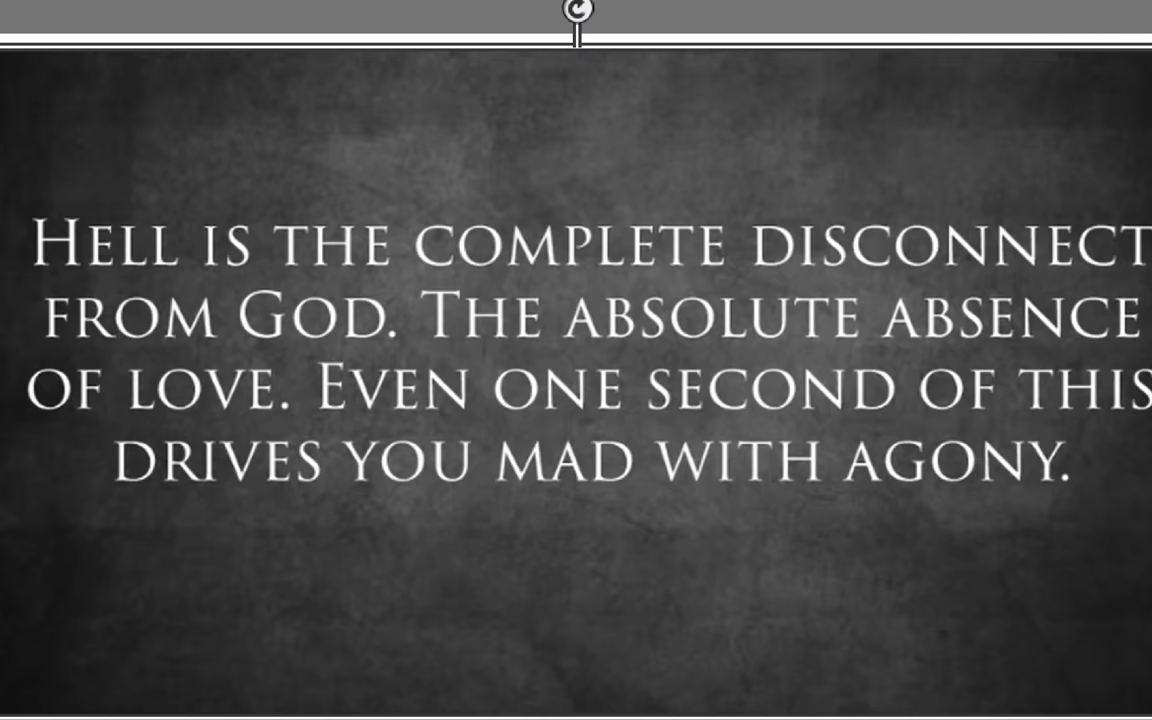 Hell is the complete disconnect
from God. The absolute absence
of love. Even one second of this
drives you mad with agony.